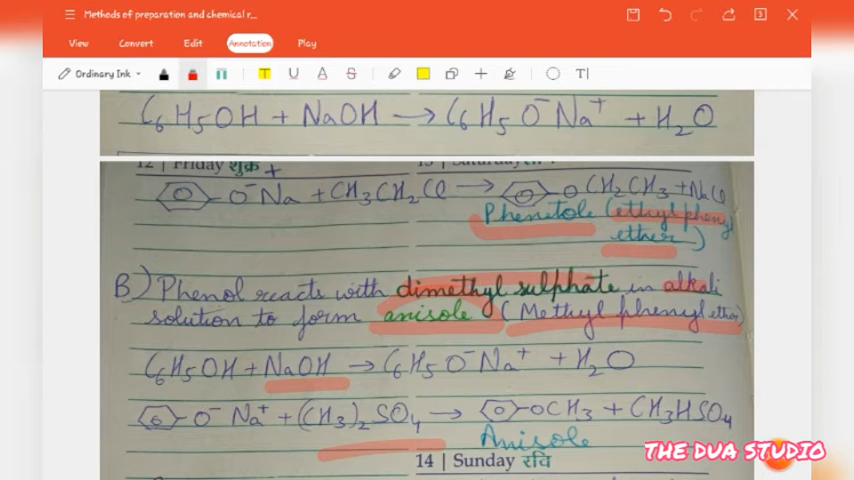 Methods of preparation and chemical r...
3
View Convert Edit Annotation Play
Ordinary Ink T U A S T
C6H5OH + NaOH → C6H5O⁻Na⁺ + H2O
12 | Friday शुक्र
O⁻Na⁺ + CH3CH2Cl → OCH2CH3 + NaCl
Phenetole (ethyl phenyl
ether)
B) Phenol reacts with dimethyl sulphate in alkali
solution to form anisole (Methyl phenyl ether)
C6H5OH + NaOH → C6H5O⁻Na⁺ + H2O
O⁻Na⁺ + (CH3)2SO4 → OCH3 + CH3HSO4
Anisole
THE DUA STUDIO
14 | Sunday रवि